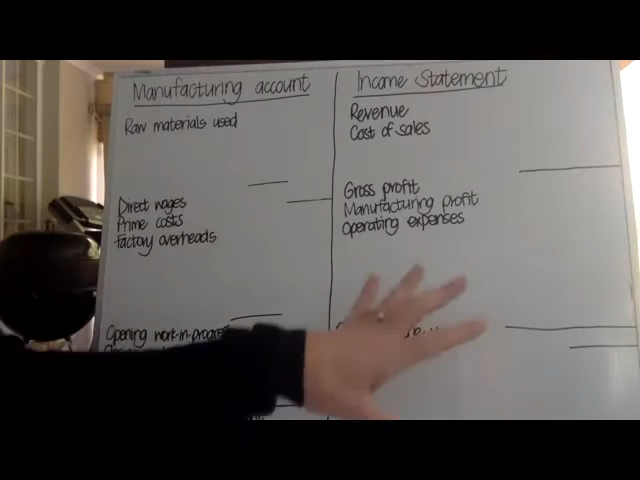 Manufacturing account
Raw materials used
Direct wages
Prime costs
Factory overheads
Opening work-in-progress
Income Statement
Revenue
Cost of sales
Gross profit
Manufacturing profit
Operating expenses